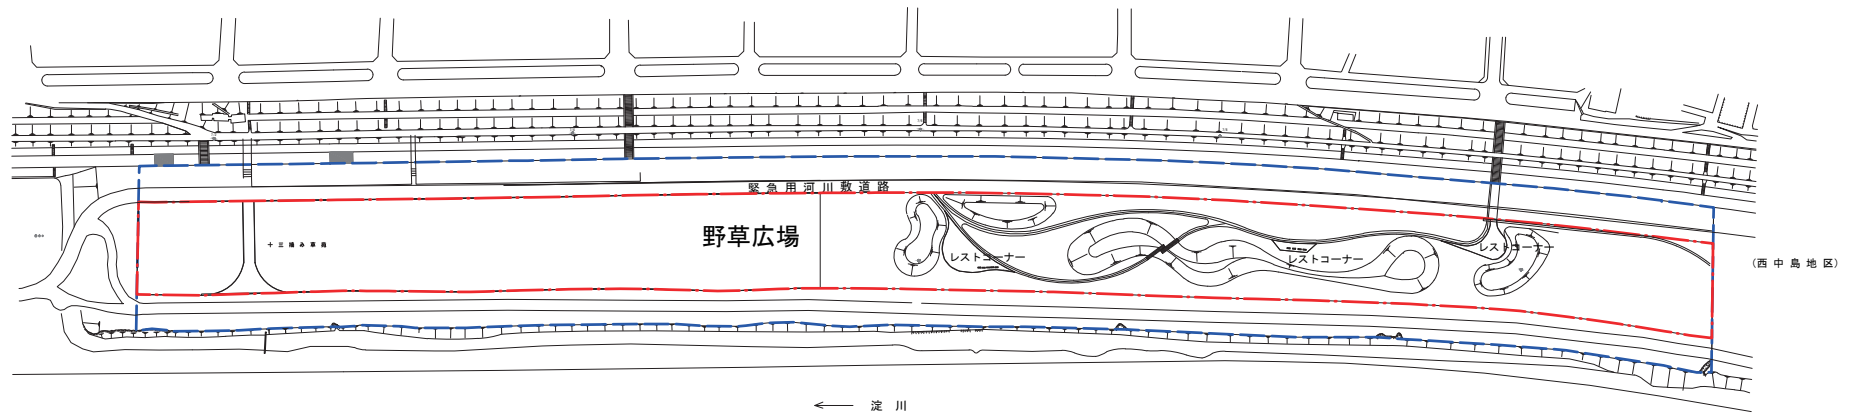 緊急用河川敷道路
野草広場
レストコーナー
レストコーナー
レストコーナー
(西中島地区)
← 淀川